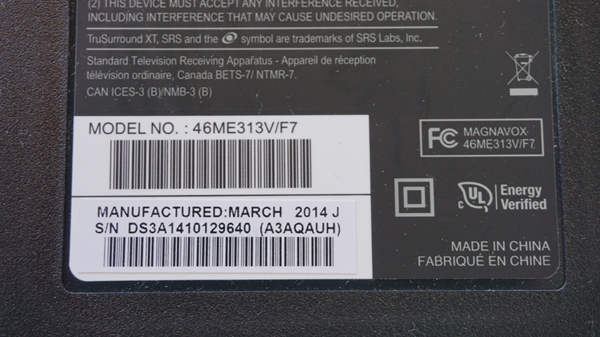 (2) THIS DEVICE MUST ACCEPT ANY INTERFERENCE RECEIVED,
INCLUDING INTERFERENCE THAT MAY CAUSE UNDESIRED OPERATION.
TruSurround XT, SRS and the symbol are trademarks of SRS Labs, Inc.
Standard Television Receiving Appafatus - Appareil de réception
télévision ordinaire, Canada BETS-7/ NTMR-7.
CAN ICES-3 (B)/NMB-3 (B)
MODEL NO. : 46ME313V/F7
FC MAGNAVOX
46ME313V/F7
MANUFACTURED:MARCH 2014 J
S/N DS3A1410129640 (A3AQAUH)
C UL Energy
Verified
MADE IN CHINA
FABRIQUÉ EN CHINE